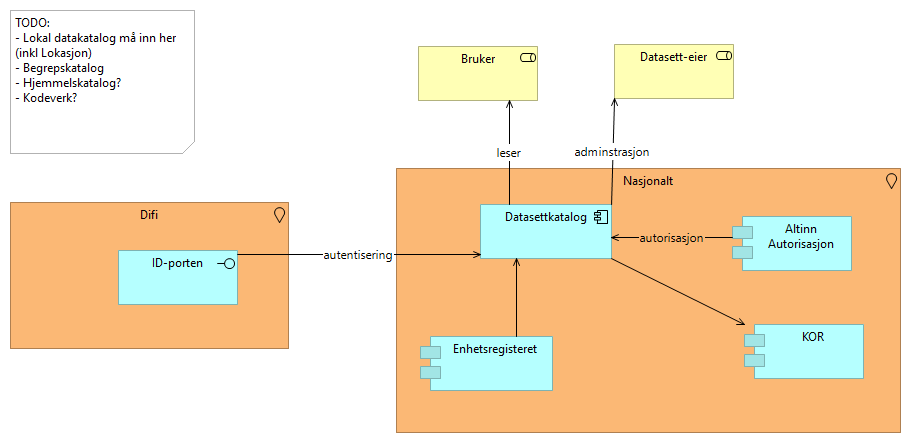 TODO:
- Lokal datakatalog må inn her
(inkl Lokasjon)
- Begrepskatalog
- Hjemmelskatalog?
- Kodeverk?
Bruker
Datasett-eier
leser
adminstrasjon
Nasjonalt
Difi
Datasettkatalog
Altinn
Autorisasjon
autorisasjon
ID-porten
autentisering
Enhetsregisteret
KOR